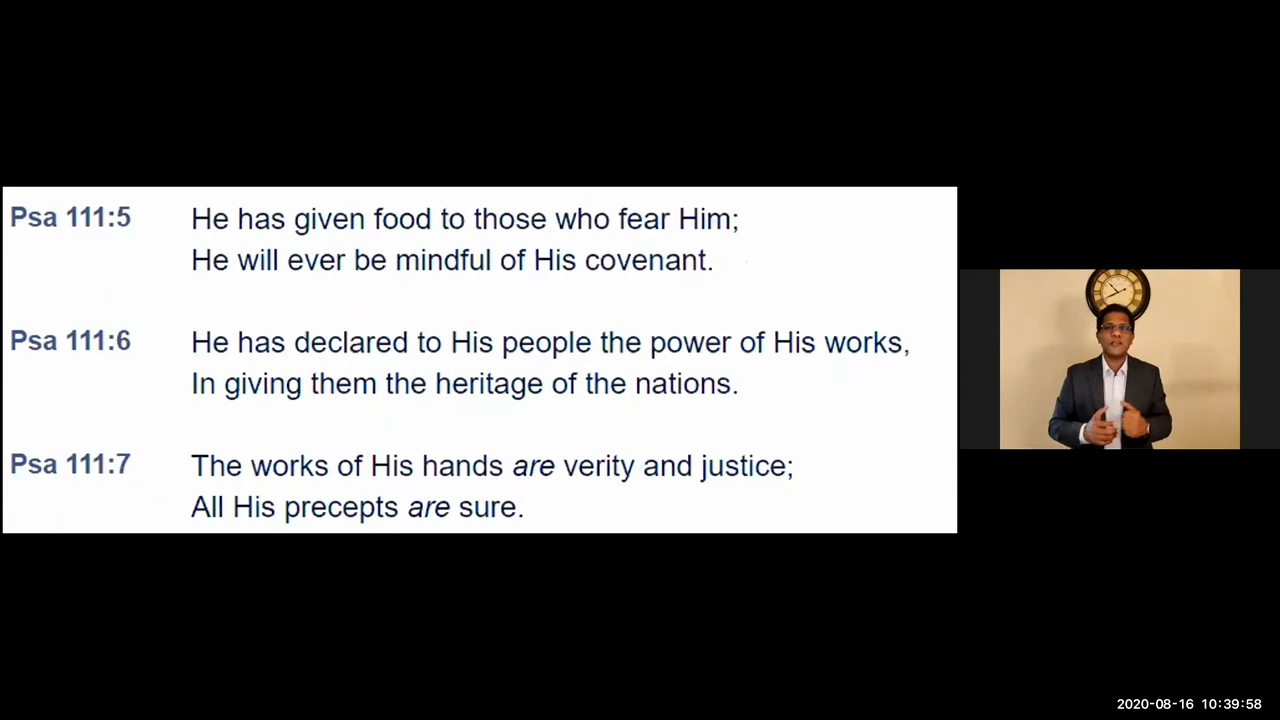 Psa 111:5 He has given food to those who fear Him;
He will ever be mindful of His covenant.
Psa 111:6 He has declared to His people the power of His works,
In giving them the heritage of the nations.
Psa 111:7 The works of His hands are verity and justice;
All His precepts are sure.
2020-08-16 10:39:58